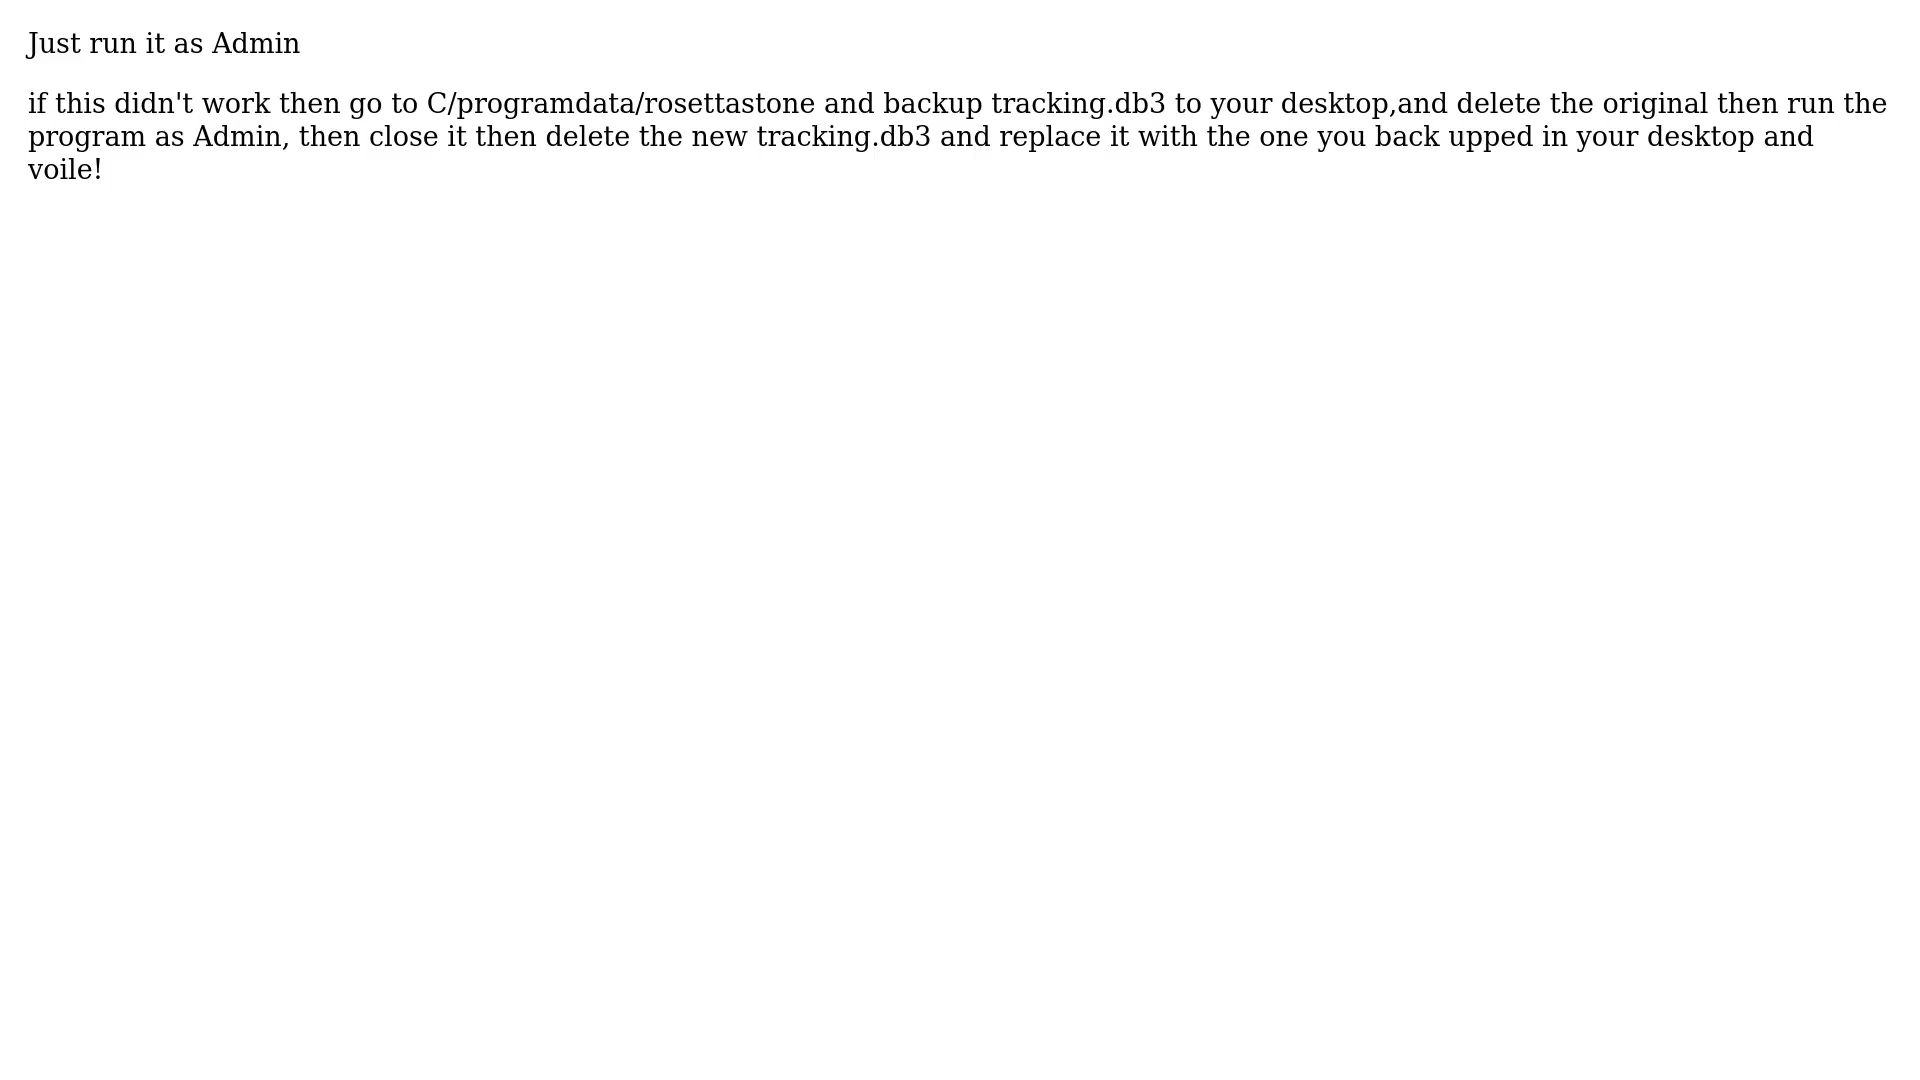 Just run it as Admin
if this didn't work then go to C/programdata/rosettastone and backup tracking.db3 to your desktop,and delete the original then run the
program as Admin, then close it then delete the new tracking.db3 and replace it with the one you back upped in your desktop and
voile!